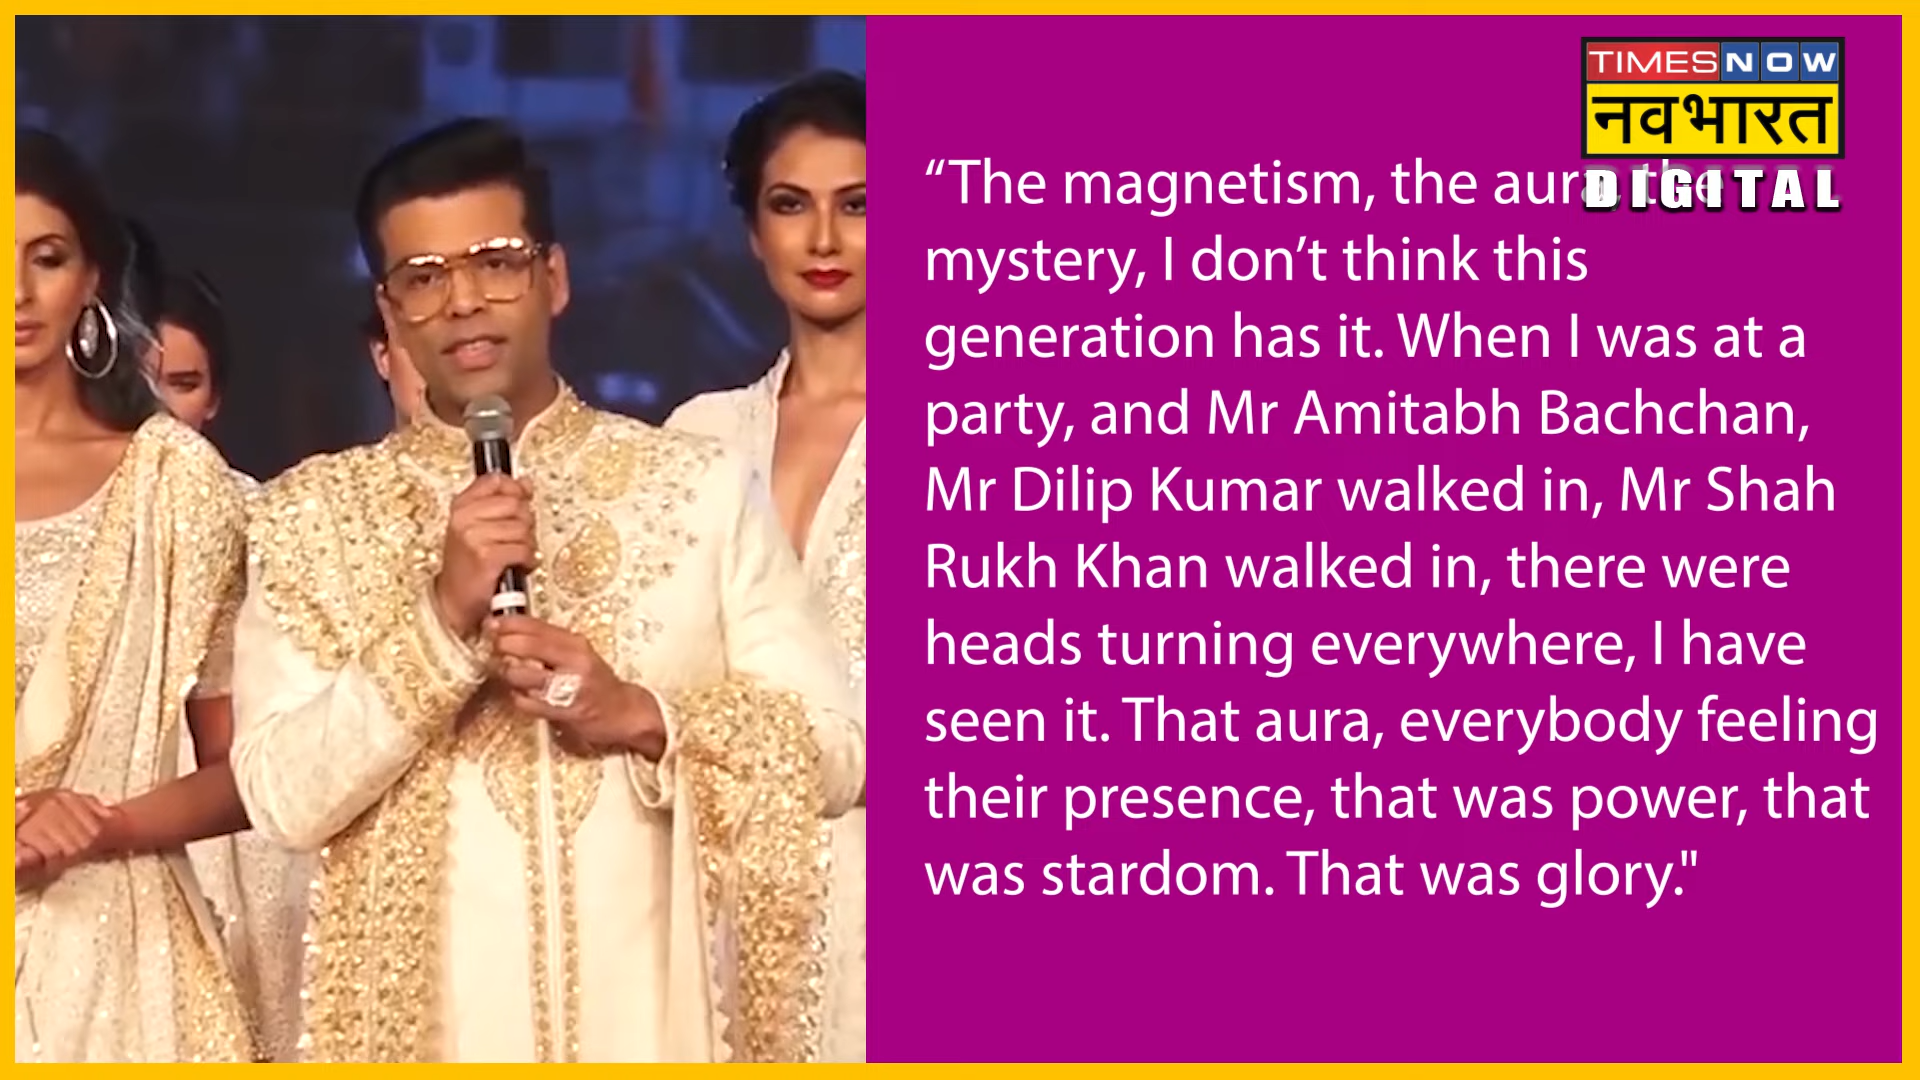 TIMES NOW
नवभारत
DIGITAL
“The magnetism, the aura, the
mystery, I don’t think this
generation has it. When I was at a
party, and Mr Amitabh Bachchan,
Mr Dilip Kumar walked in, Mr Shah
Rukh Khan walked in, there were
heads turning everywhere, I have
seen it. That aura, everybody feeling
their presence, that was power, that
was stardom. That was glory."